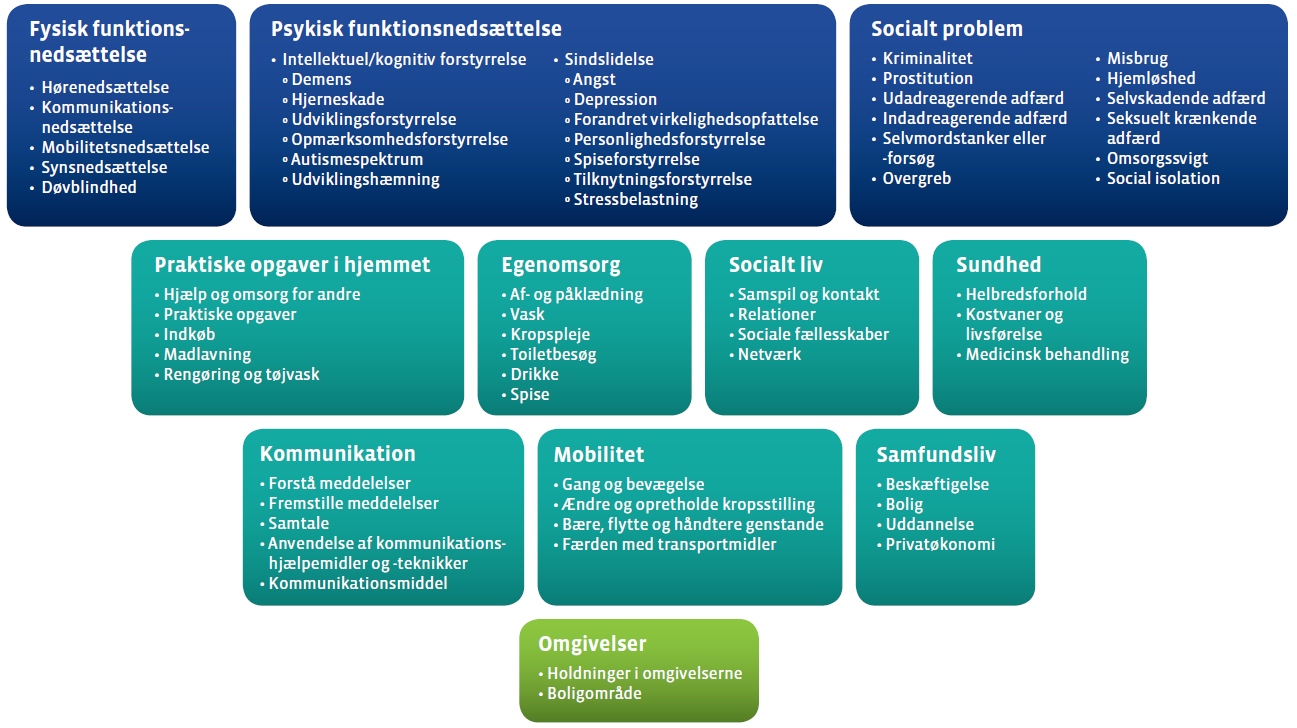 Fysisk funktions-
nedsættelse
• Hørenedsættelse
• Kommunikations-
nedsættelse
• Mobilitetsnedsættelse
• Synsnedsættelse
• Døvblindhed
Psykisk funktionsnedsættelse
• Intellektuel/kognitiv forstyrrelse
o Demens
o Hjerneskade
o Udviklingsforstyrrelse
o Opmærksomhedsforstyrrelse
o Autismespektrum
o Udviklingshæmning
• Sindslidelse
o Angst
o Depression
o Forandret virkelighedsopfattelse
o Personlighedsforstyrrelse
o Spiseforstyrrelse
o Tilknytningsforstyrrelse
o Stressbelastning
Socialt problem
• Kriminalitet
• Prostitution
• Udadreagerende adfærd
• Indadreagerende adfærd
• Selvmordstanker eller
-forsøg
• Overgreb
• Misbrug
• Hjemløshed
• Selvskadende adfærd
• Seksuelt krænkende
adfærd
• Omsorgssvigt
• Social isolation
Praktiske opgaver i hjemmet
• Hjælp og omsorg for andre
• Praktiske opgaver
• Indkøb
• Madlavning
• Rengøring og tøjvask
Egenomsorg
• Af- og påklædning
• Vask
• Kropspleje
• Toiletbesøg
• Drikke
• Spise
Socialt liv
• Samspil og kontakt
• Relationer
• Sociale fællesskaber
• Netværk
Sundhed
• Helbredsforhold
• Kostvaner og
livsførelse
• Medicinsk behandling
Kommunikation
• Forstå meddelelser
• Fremstille meddelelser
• Samtale
• Anvendelse af kommunikations-
hjælpemidler og -teknikker
• Kommunikationsmiddel
Mobilitet
• Gang og bevægelse
• Ændre og opretholde kropsstilling
• Bære, flytte og håndtere genstande
• Færden med transportmidler
Samfundsliv
• Beskæftigelse
• Bolig
• Uddannelse
• Privatøkonomi
Omgivelser
• Holdninger i omgivelserne
• Boligområde